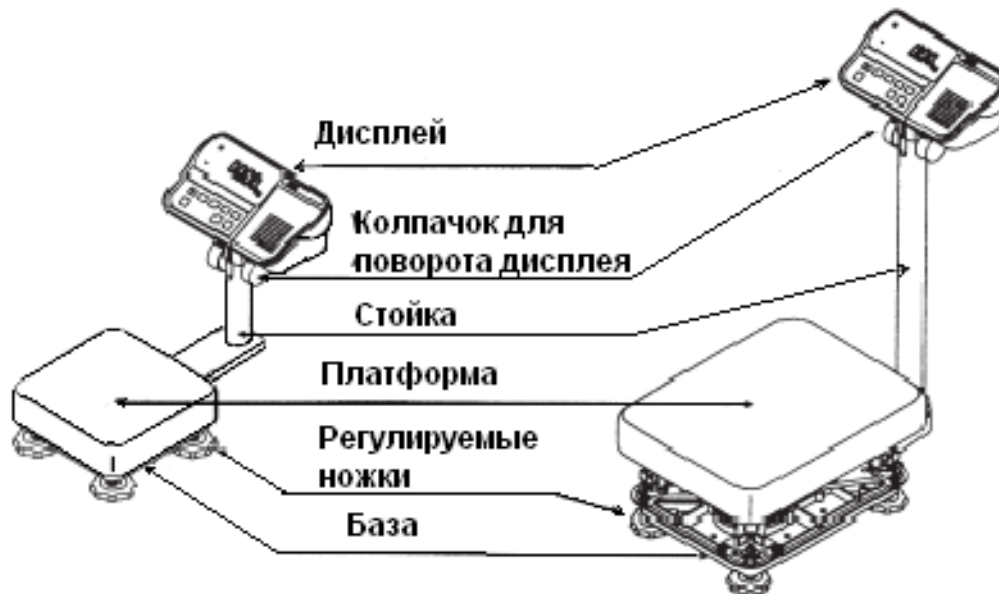 Дисплей
Колпачок для
поворота дисплея
Стойка
Платформа
Регулируемые
ножки
База